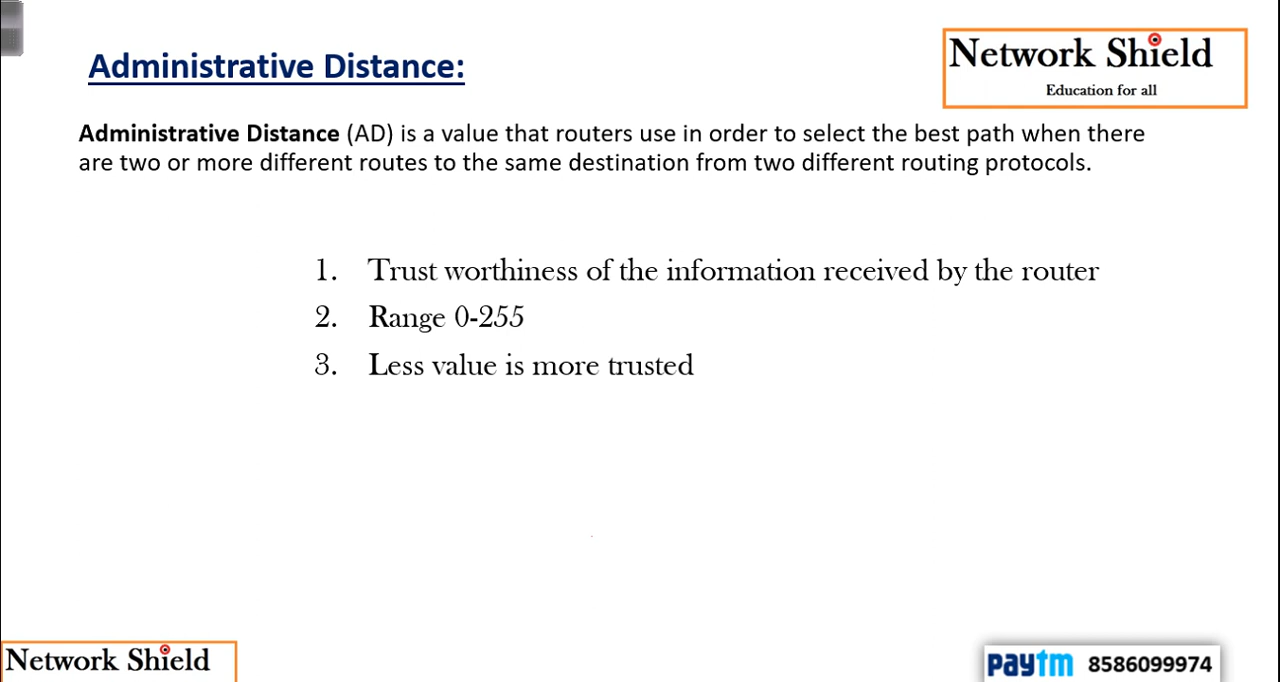 Administrative Distance:
Network Shield
Education for all
Administrative Distance (AD) is a value that routers use in order to select the best path when there
are two or more different routes to the same destination from two different routing protocols.
1. Trust worthiness of the information received by the router
2. Range 0-255
3. Less value is more trusted
Network Shield
paytm 8586099974